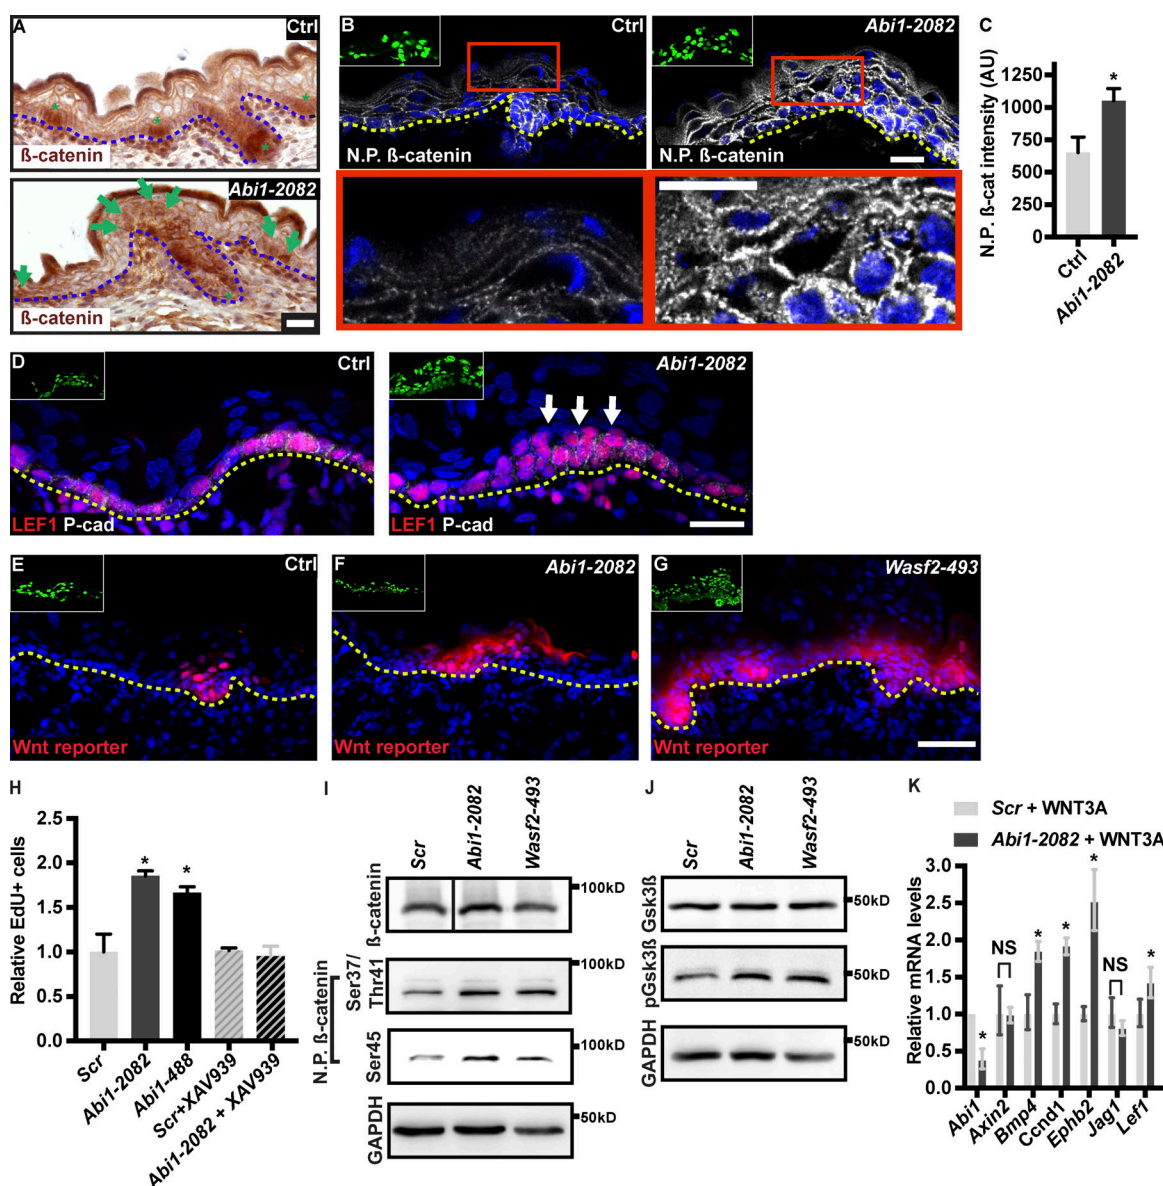 A
Ctrl
ß-catenin
Abi1-2082
ß-catenin
B
Ctrl
N.P. ß-catenin
Abi1-2082
N.P. ß-catenin
C
N.P. ß-cat intensity (AU)
1250
1000
750
500
250
0
*
Ctrl
Abi1-2082
D
Ctrl
LEF1 P-cad
Abi1-2082
LEF1 P-cad
E
Ctrl
Wnt reporter
F
Abi1-2082
Wnt reporter
G
Wasf2-493
Wnt reporter
H
Relative EdU+ cells
2.5
2.0
1.5
1.0
0.5
0.0
* *
Scr
Abi1-2082
Abi1-488
Scr+XAV939
Abi1-2082 + XAV939
I
Scr
Abi1-2082
Wasf2-493
ß-catenin
100kD
N.P. ß-catenin
Ser37/
Thr41
100kD
Ser45
100kD
GAPDH
50kD
J
Scr
Abi1-2082
Wasf2-493
Gsk3ß
50kD
pGsk3ß
50kD
GAPDH
50kD
K
Scr + WNT3A
Abi1-2082 + WNT3A
Relative mRNA levels
3.0
2.5
2.0
1.5
1.0
0.5
0.0
* NS * * * NS *
Abi1
Axin2
Bmp4
Ccnd1
Ephb2
Jag1
Lef1